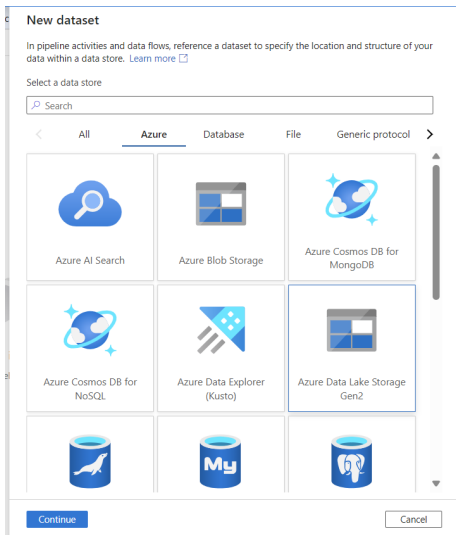 New dataset
In pipeline activities and data flows, reference a dataset to specify the location and structure of your
data within a data store. Learn more
Select a data store
Search
All Azure Database File Generic protocol
Azure AI Search
Azure Blob Storage
Azure Cosmos DB for
MongoDB
Azure Cosmos DB for
NoSQL
Azure Data Explorer
(Kusto)
Azure Data Lake Storage
Gen2
My
Continue
Cancel